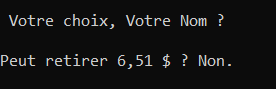 Votre choix, Votre Nom ?
Peut retirer 6,51 $ ? Non.